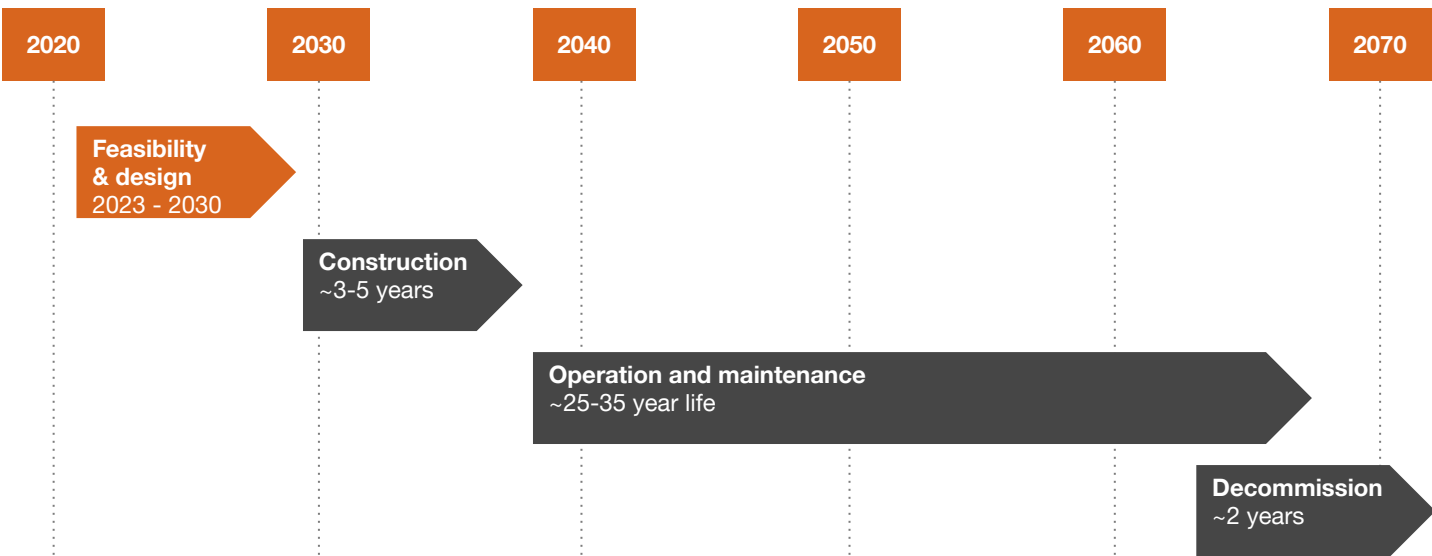 2020
2030
2040
2050
2060
2070
Feasibility
& design
2023 - 2030
Construction
~3-5 years
Operation and maintenance
~25-35 year life
Decommission
~2 years